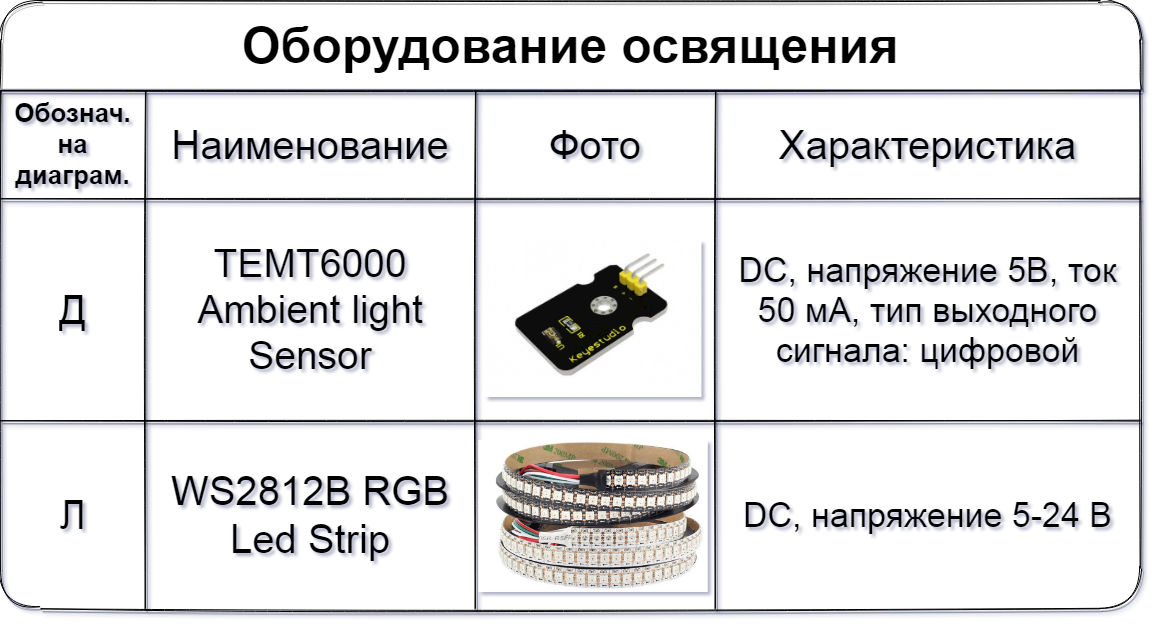 Оборудование освящения
Обознач.
на
диаграм.
Наименование
Фото
Характеристика
Д
TEMT6000
Ambient light
Sensor
Keyestudio
DC, напряжение 5В, ток
50 мА, тип выходного
сигнала: цифровой
Л
WS2812B RGB
Led Strip
DC, напряжение 5-24 В